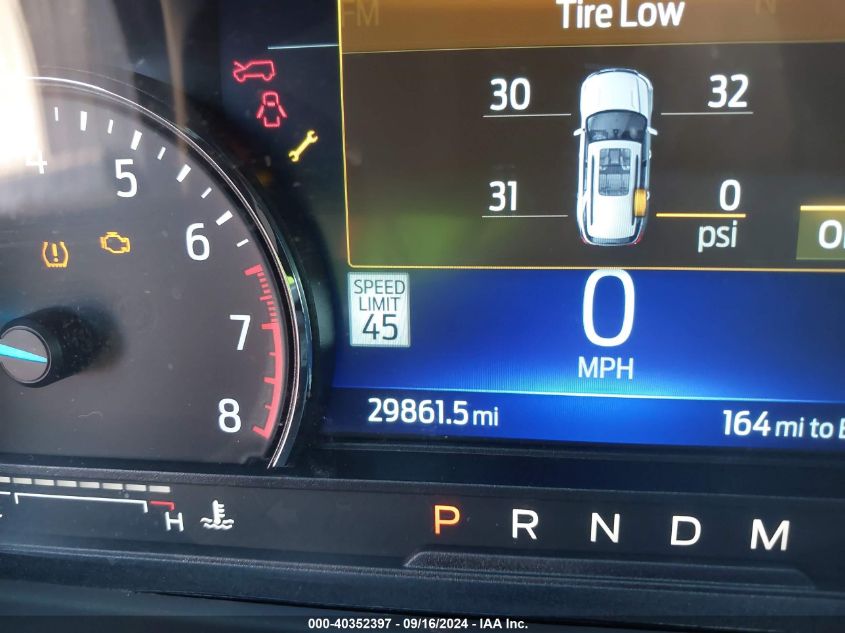 FM
N
Tire Low
30
32
4
5
31
0
psi
6
SPEED
LIMIT
45
0
MPH
7
8
29861.5 mi
164 mi to
H
P R N D M
000-40352397 - 09/16/2024 - IAA Inc.